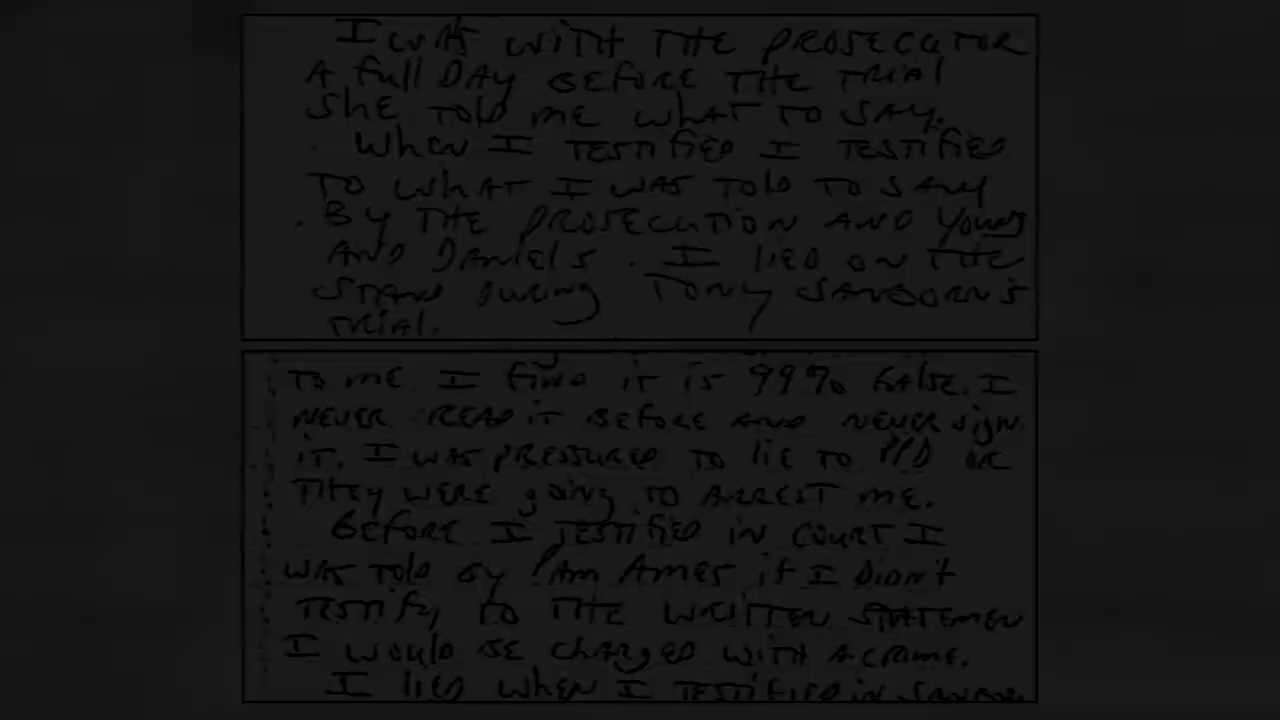 I WAS WITH THE PROSECUTOR
A full DAY BEFORE THE TRIAL
SHE TOLD ME WHAT TO SAY.
WHEN I TESTIFIED I TESTIFIED
TO WHAT I WAS TOLD TO SAY
BY THE PROSECUTION AND YOUNG
AND DANIELS. I LIED ON THE
STAND DURING TONY SANBORN'S
TRIAL.
TO ME I FIND IT IS 99% FALSE. I
NEVER READ IT BEFORE AND NEVER SIGN
IT. I WAS PRESSURED TO LIE TO P/D OR
THEY WERE going TO ARREST ME.
BEFORE I TESTIFIED IN COURT I
WAS TOLD BY PAM AMES if I DIDN'T
TESTIFY TO THE WRITTEN STATEMEN
I WOULD BE CHARGED WITH A CRIME.
I LIED WHEN I TESTIFIED IN SANBOR